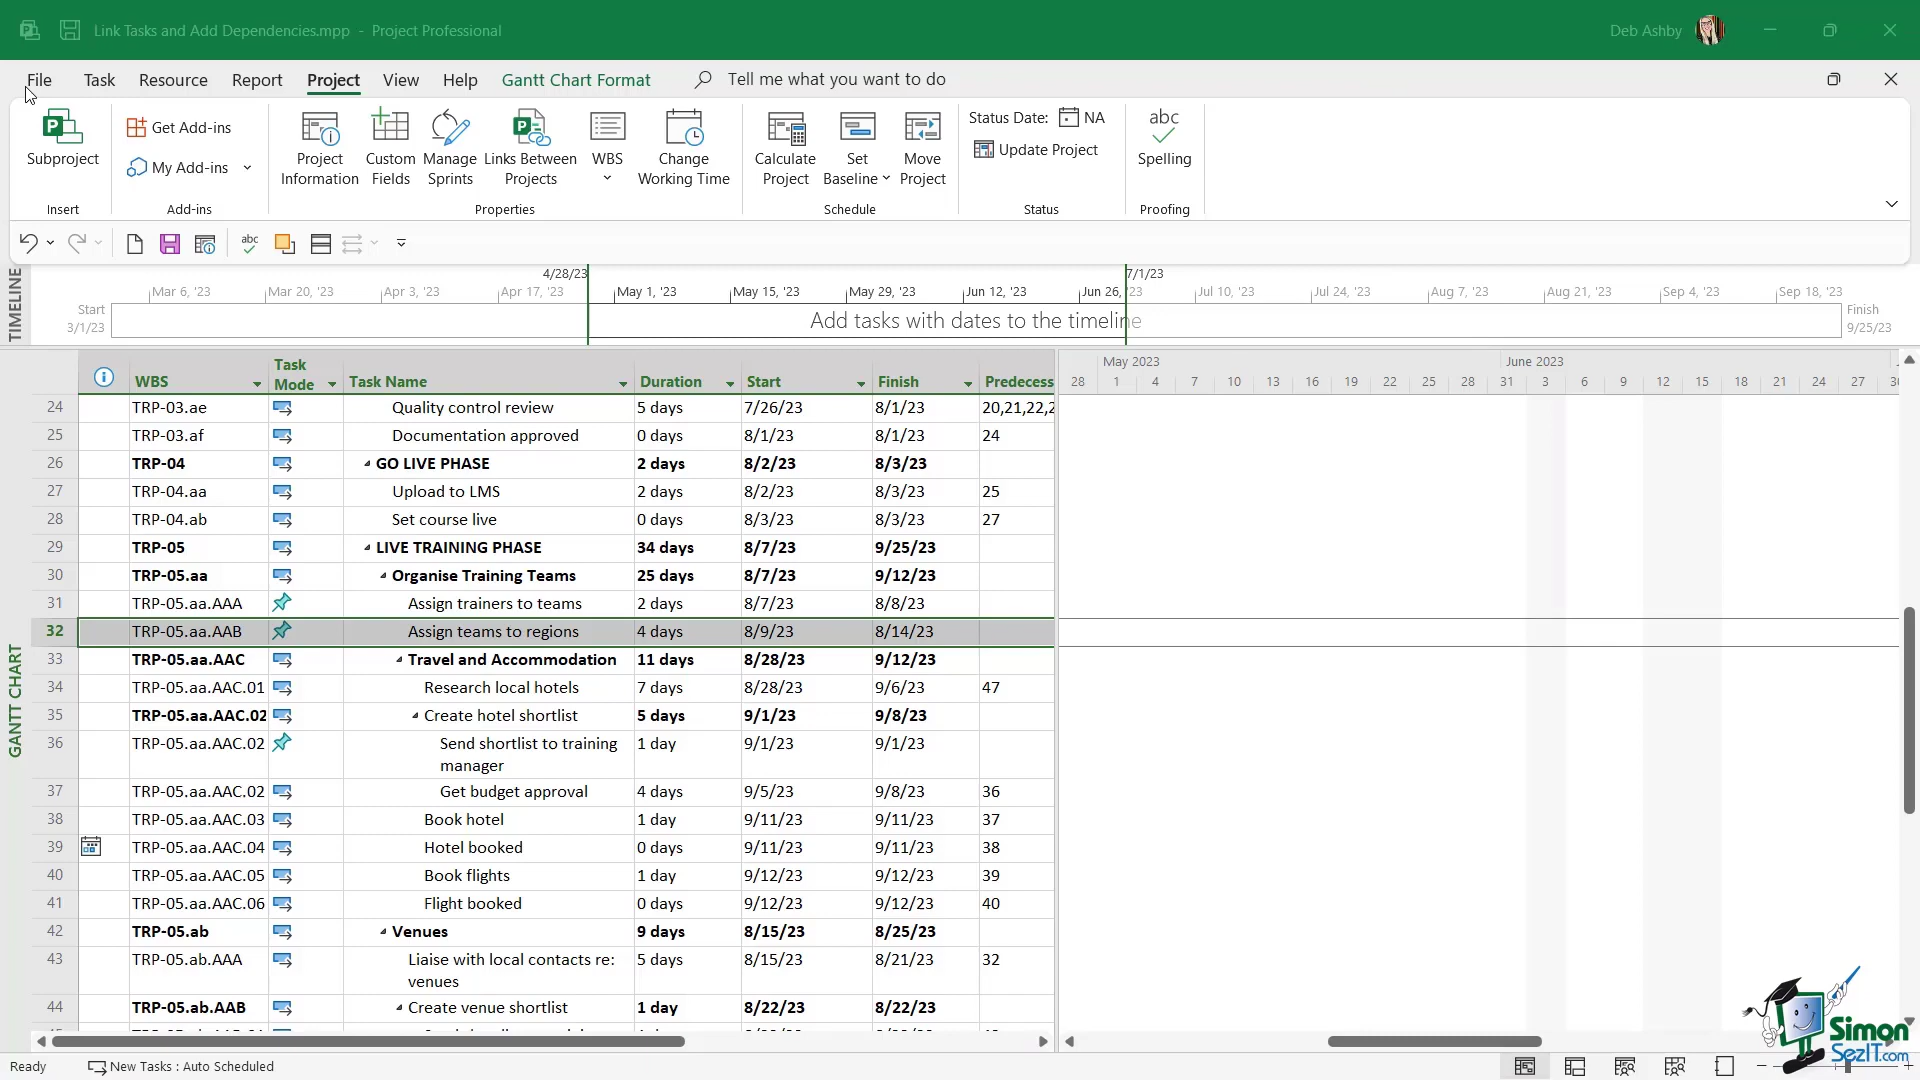 Link Tasks and Add Dependencies.mpp - Project Professional
Deb Ashby
File Task Resource Report Project View Help Gantt Chart Format Tell me what you want to do
Subproject
Get Add-ins
My Add-ins
Project Information
Custom Fields
Manage Sprints
Links Between Projects
WBS
Change Working Time
Calculate Project
Set Baseline
Move Project
Status Date: NA
Update Project
abc
Spelling
Insert Add-ins Properties Schedule Status Proofing
abc
TIMELINE
4/28/23 7/1/23
Mar 6, '23 Mar 20, '23 Apr 3, '23 Apr 17, '23 May 1, '23 May 15, '23 May 29, '23 Jun 12, '23 Jun 26, '23 Jul 10, '23 Jul 24, '23 Aug 7, '23 Aug 21, '23 Sep 4, '23 Sep 18, '23
Start
3/1/23
Add tasks with dates to the timeline
Finish
9/25/23
GANTT CHART
WBS Task Mode Task Name Duration Start Finish Predecess
May 2023 June 2023
28 1 4 7 10 13 16 19 22 25 28 31 3 6 9 12 15 18 21 24 27 30
24 TRP-03.ae Quality control review 5 days 7/26/23 8/1/23 20,21,22,2
25 TRP-03.af Documentation approved 0 days 8/1/23 8/1/23 24
26 TRP-04 GO LIVE PHASE 2 days 8/2/23 8/3/23
27 TRP-04.aa Upload to LMS 2 days 8/2/23 8/3/23 25
28 TRP-04.ab Set course live 0 days 8/3/23 8/3/23 27
29 TRP-05 LIVE TRAINING PHASE 34 days 8/7/23 9/25/23
30 TRP-05.aa Organise Training Teams 25 days 8/7/23 9/12/23
31 TRP-05.aa.AAA Assign trainers to teams 2 days 8/7/23 8/8/23
32 TRP-05.aa.AAB Assign teams to regions 4 days 8/9/23 8/14/23
33 TRP-05.aa.AAC Travel and Accommodation 11 days 8/28/23 9/12/23
34 TRP-05.aa.AAC.01 Research local hotels 7 days 8/28/23 9/6/23 47
35 TRP-05.aa.AAC.02 Create hotel shortlist 5 days 9/1/23 9/8/23
36 TRP-05.aa.AAC.02 Send shortlist to training manager 1 day 9/1/23 9/1/23
37 TRP-05.aa.AAC.02 Get budget approval 4 days 9/5/23 9/8/23 36
38 TRP-05.aa.AAC.03 Book hotel 1 day 9/11/23 9/11/23 37
39 TRP-05.aa.AAC.04 Hotel booked 0 days 9/11/23 9/11/23 38
40 TRP-05.aa.AAC.05 Book flights 1 day 9/12/23 9/12/23 39
41 TRP-05.aa.AAC.06 Flight booked 0 days 9/12/23 9/12/23 40
42 TRP-05.ab Venues 9 days 8/15/23 8/25/23
43 TRP-05.ab.AAA Liaise with local contacts re: venues 5 days 8/15/23 8/21/23 32
44 TRP-05.ab.AAB Create venue shortlist 1 day 8/22/23 8/22/23
Simon
SezIT.com
Ready New Tasks : Auto Scheduled